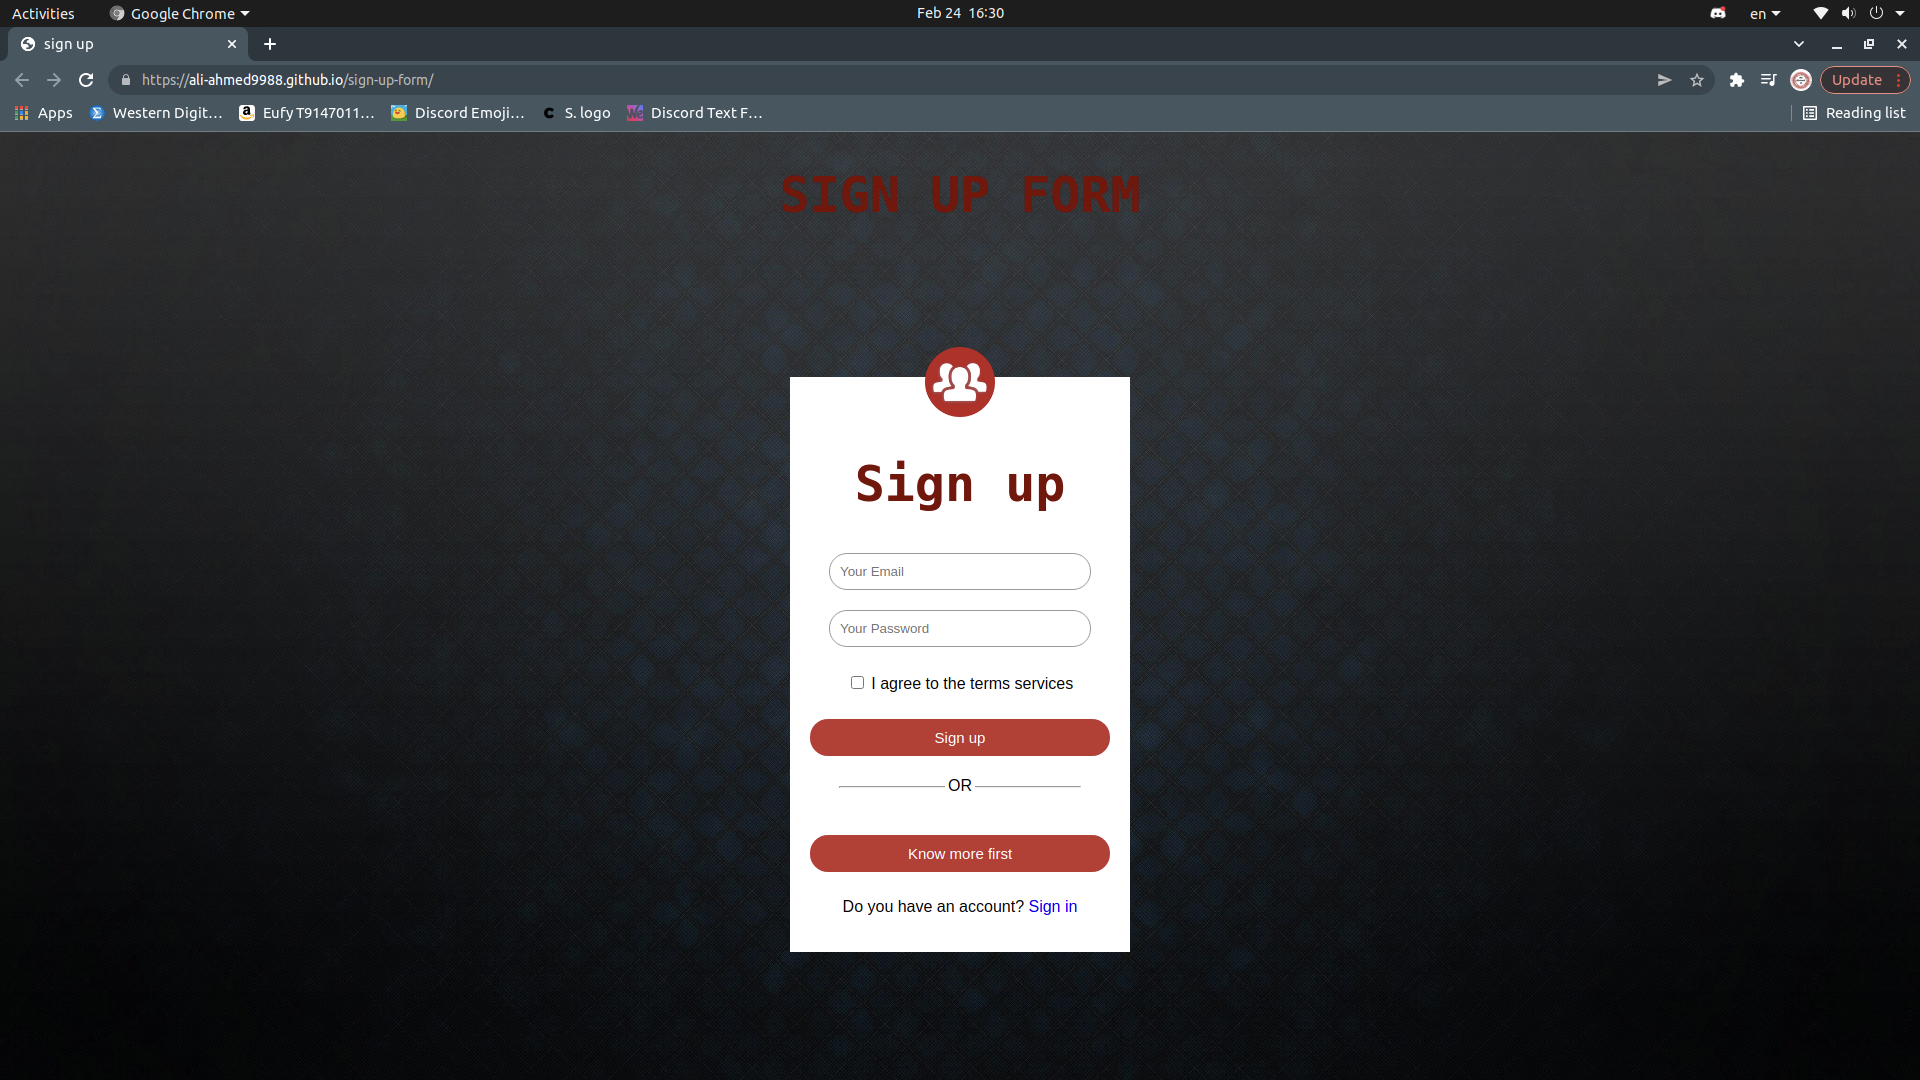 Activities
Google Chrome
Feb 24 16:30
en
sign up
https://ali-ahmed9988.github.io/sign-up-form/
Update
Apps
Western Digit...
Eufy T9147011...
Discord Emoji...
S. logo
Discord Text F...
Reading list
SIGN UP FORM
Sign up
Your Email
Your Password
I agree to the terms services
Sign up
OR
Know more first
Do you have an account? Sign in